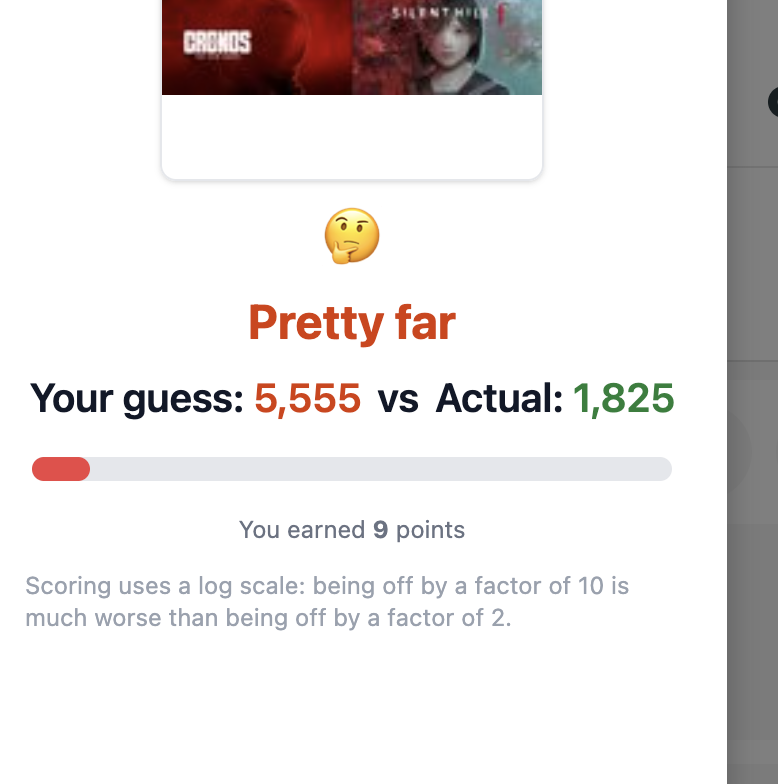 CRONOS
SILENT HILL f
Pretty far
Your guess: 5,555 vs Actual: 1,825
You earned 9 points
Scoring uses a log scale: being off by a factor of 10 is
much worse than being off by a factor of 2.